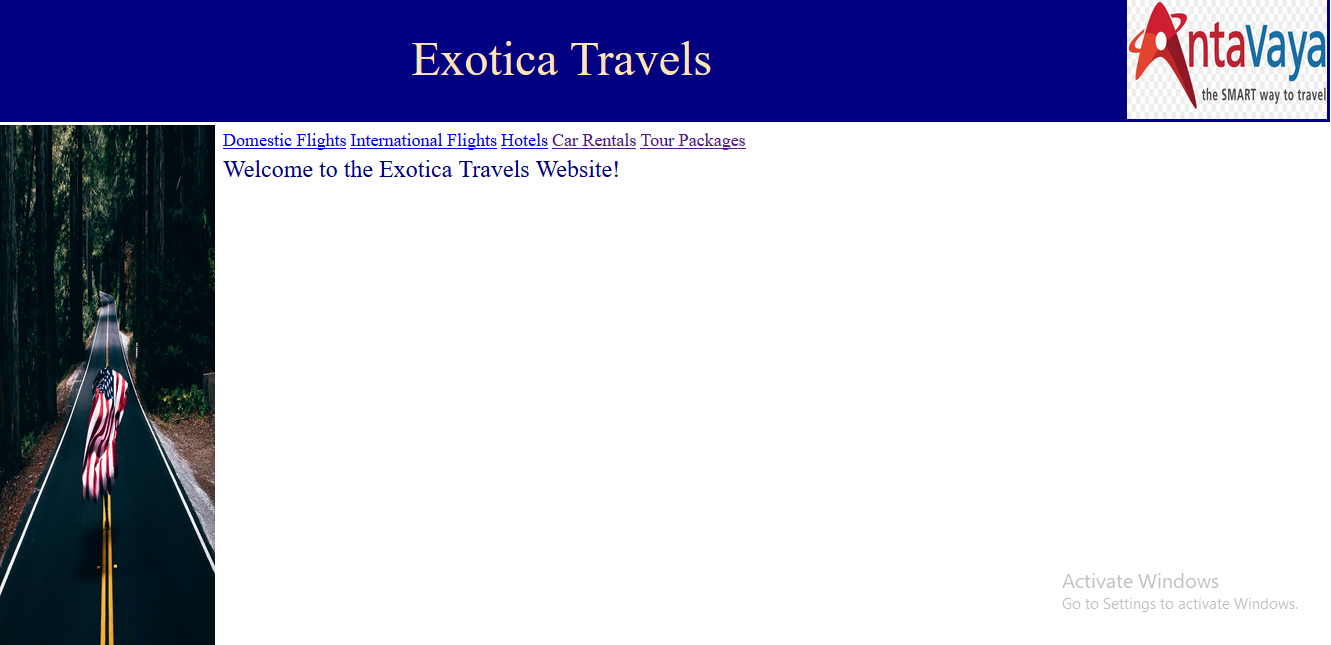 Exotica Travels
AntaVaya
the SMART way to travel
Domestic Flights International Flights Hotels Car Rentals Tour Packages
Welcome to the Exotica Travels Website!
Activate Windows
Go to Settings to activate Windows.